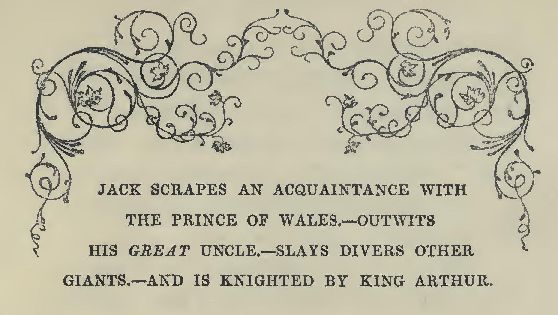 JACK SCRAPES AN ACQUAINTANCE WITH
THE PRINCE OF WALES.—OUTWITS
HIS GREAT UNCLE.—SLAYS DIVERS OTHER
GIANTS.—AND IS KNIGHTED BY KING ARTHUR.